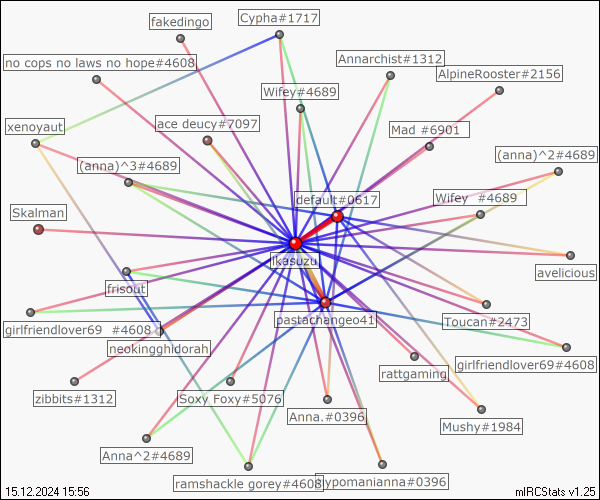 fakedingo
Cypha#1717
no cops no laws no hope#4608
Annarchist#1312
AlpineRooster#2156
Wifey#4689
xenoyaut
ace deucy#7097
Mad #6901
(anna)^3#4689
(anna)^2#4689
default#0617
Wifey #4689
Skalman
ikasuzu
avelicious
frisout
pastachangeo41
Toucan#2473
girlfriendlover69 #4608
neokingghidorah
girlfriendlover69#4608
rattgaming
zibbits#1312
Soxy Foxy#5076
Anna.#0396
Mushy#1984
Anna^2#4689
ramshackle gorey#4608
hypomanianna#0396
15.12.2024 15:56
mIRCStats v1.25